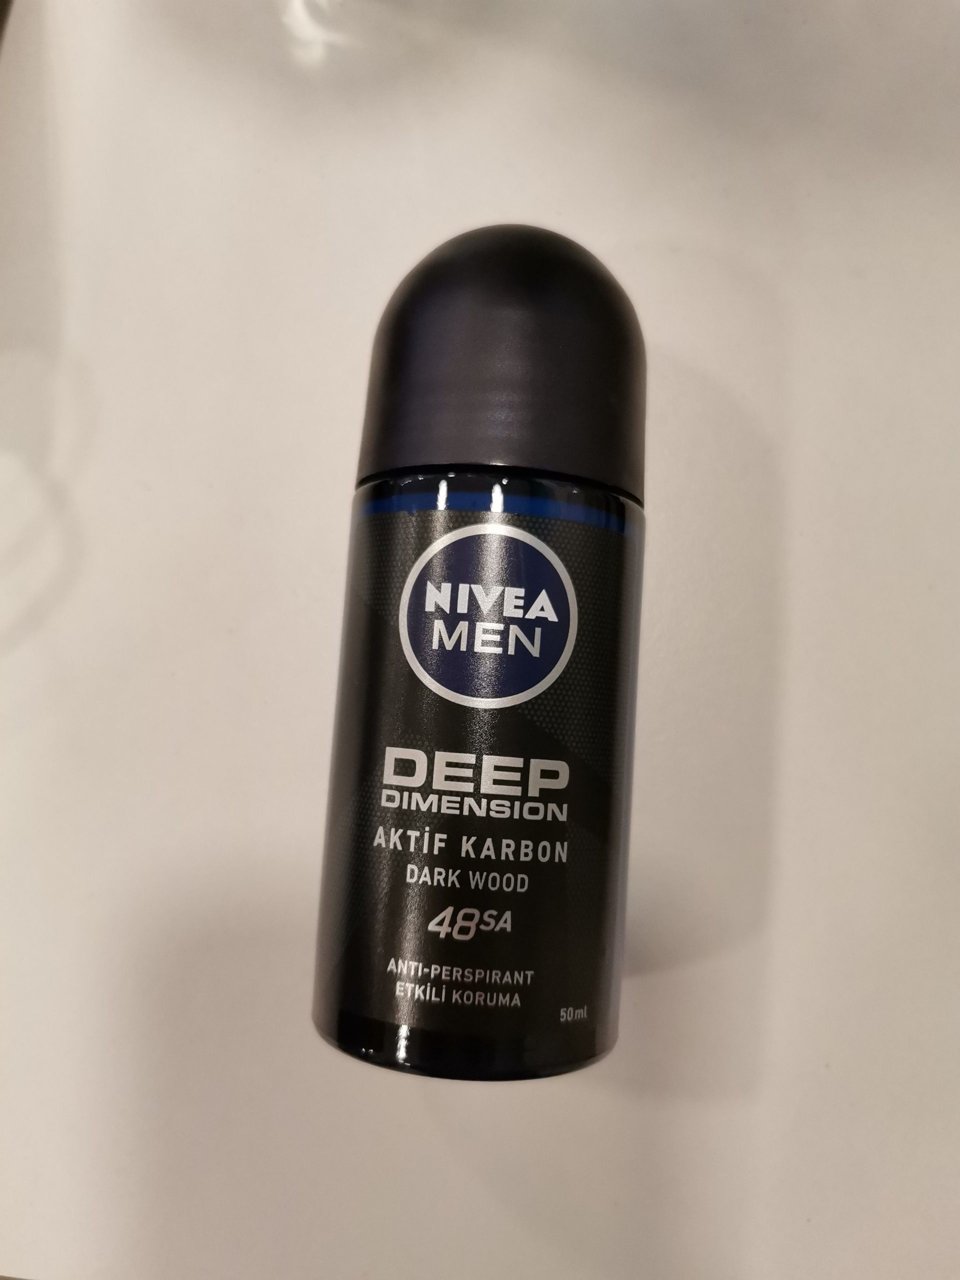 NIVEA
MEN
DEEP
DIMENSION
AKTİF KARBON
DARK WOOD
48SA
ANTI-PERSPIRANT
ETKİLİ KORUMA
50ml